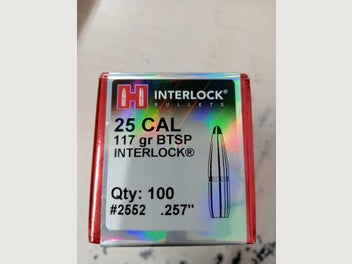 H INTERLOCK®
BULLETS
25 CAL
117 gr BTSP
INTERLOCK®
Qty: 100
#2552 .257"